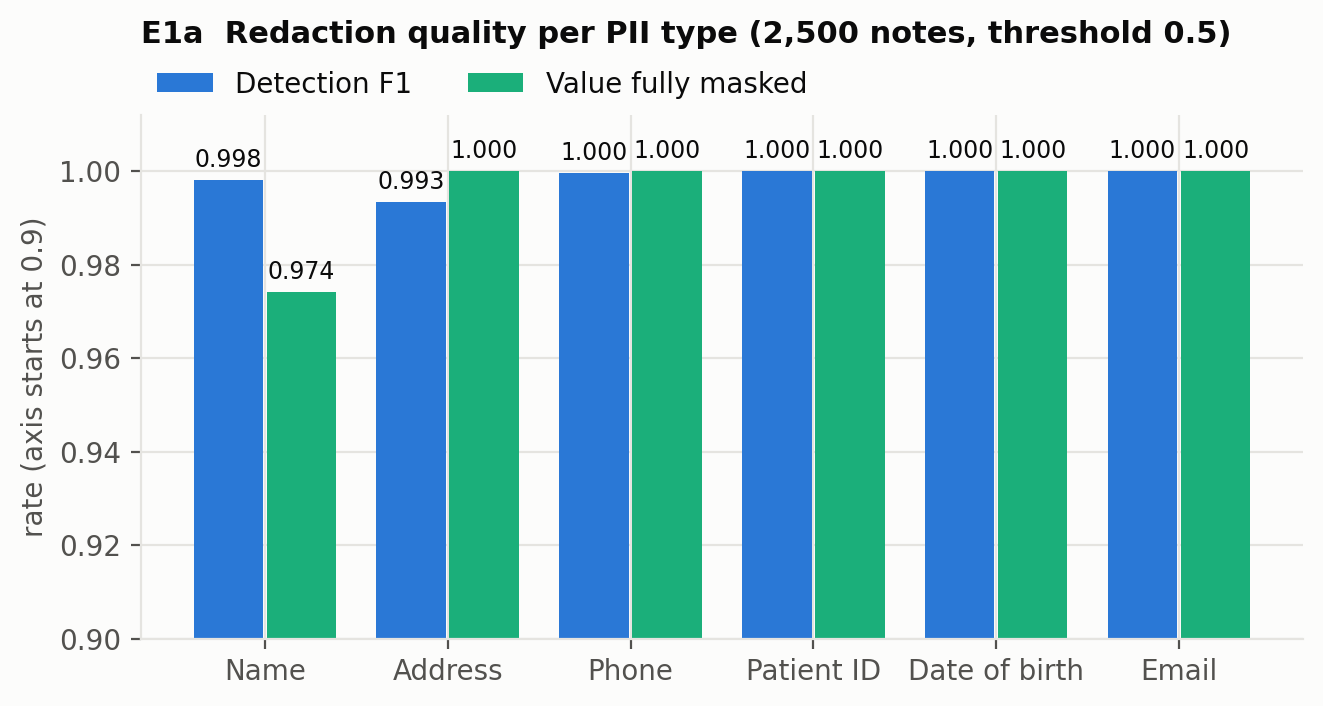 E1a  Redaction quality per PII type (2,500 notes, threshold 0.5)
Detection F1  Value fully masked
0.998 0.974 0.993 1.000 1.000 1.000 1.000 1.000 1.000 1.000 1.000 1.000
1.00
0.98
0.96
0.94
0.92
0.90
rate (axis starts at 0.9)
Name Address Phone Patient ID Date of birth Email